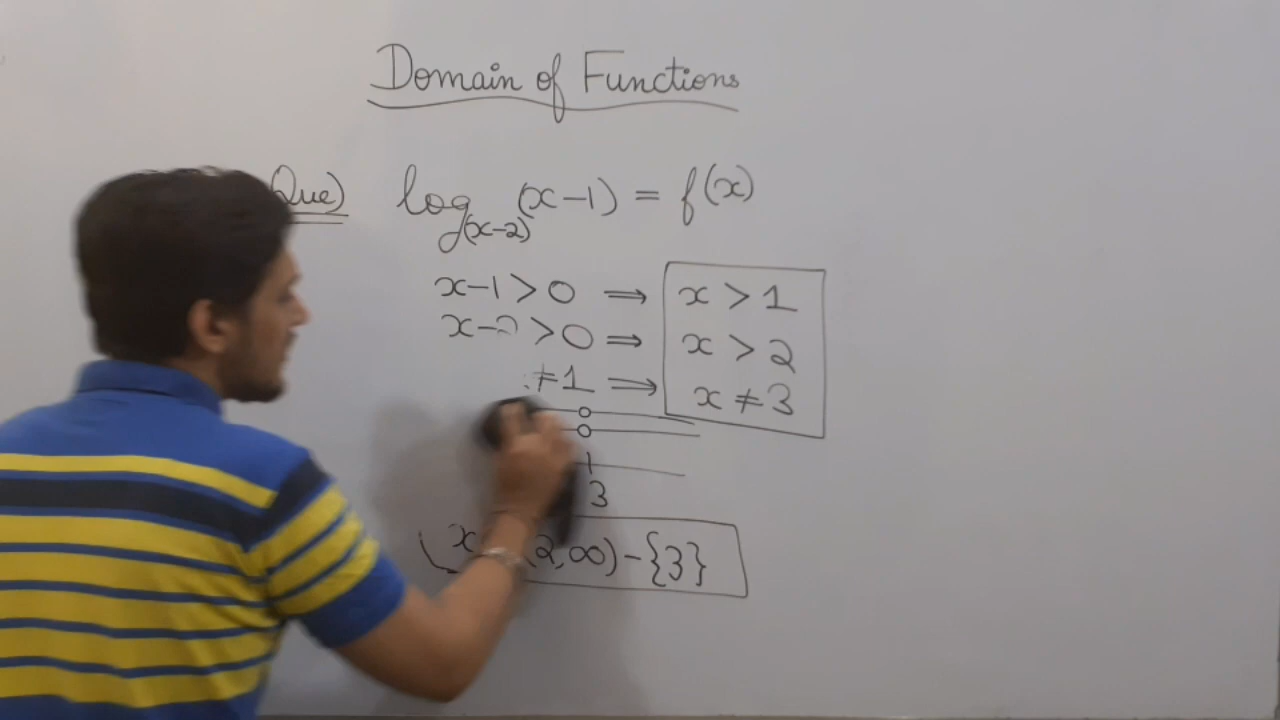 Domain of Functions
Que) log(x-2) (x-1) = f(x)
x-1 > 0 ⇒ x > 1
x-2 > 0 ⇒ x > 2
≠ 1 ⇒ x ≠ 3
3
x (2,∞) - {3}